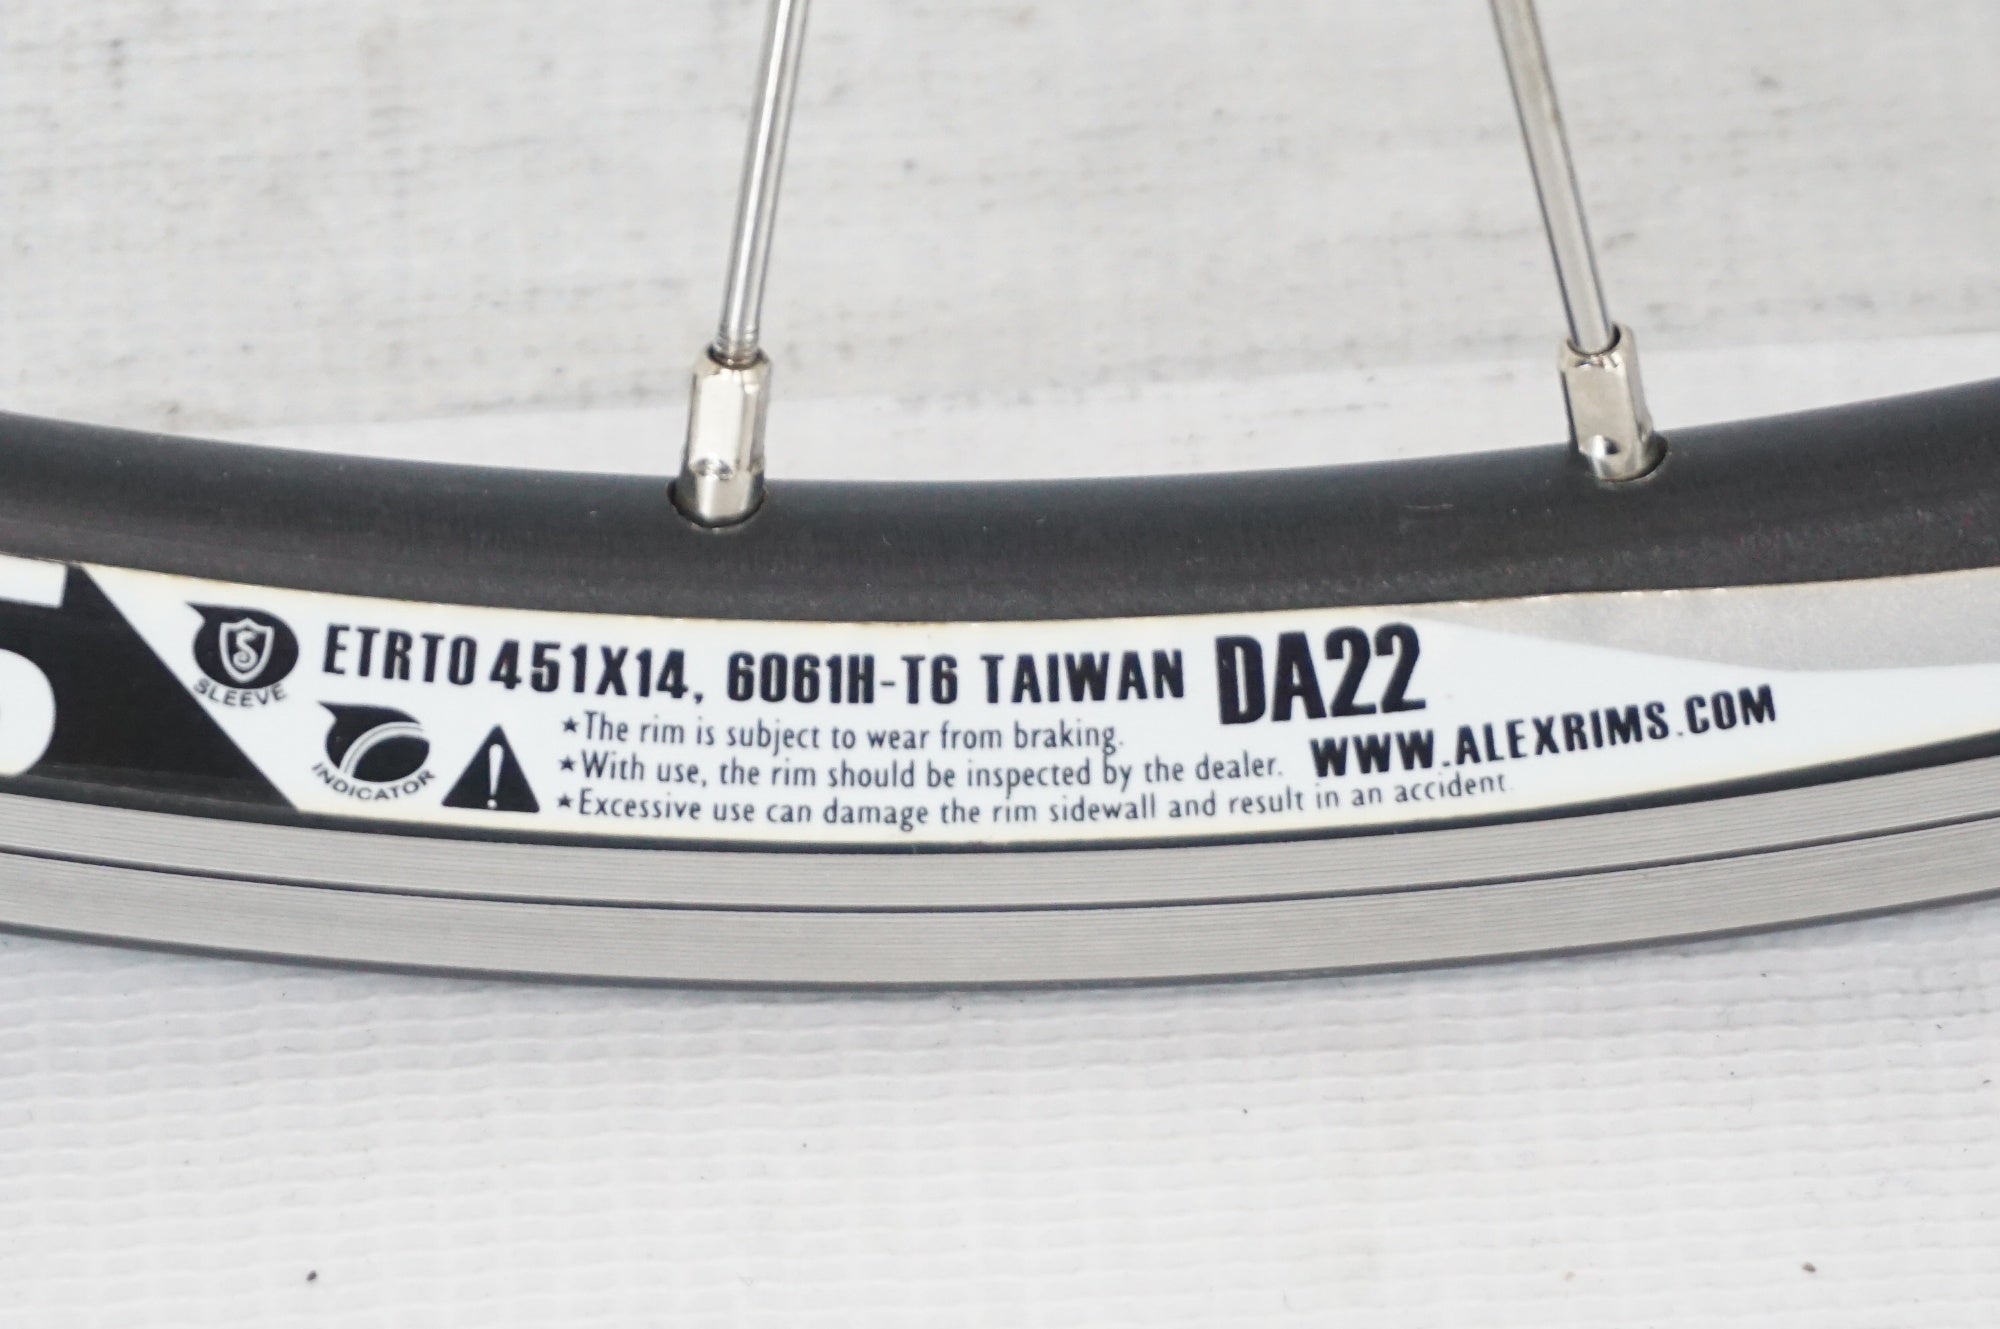 S
SLEEVE
ETRTO 451X14, 6061H-T6 TAIWAN DA22
INDICATOR
★The rim is subject to wear from braking.
★With use, the rim should be inspected by the dealer.
★Excessive use can damage the rim sidewall and result in an accident.
WWW.ALEXRIMS.COM